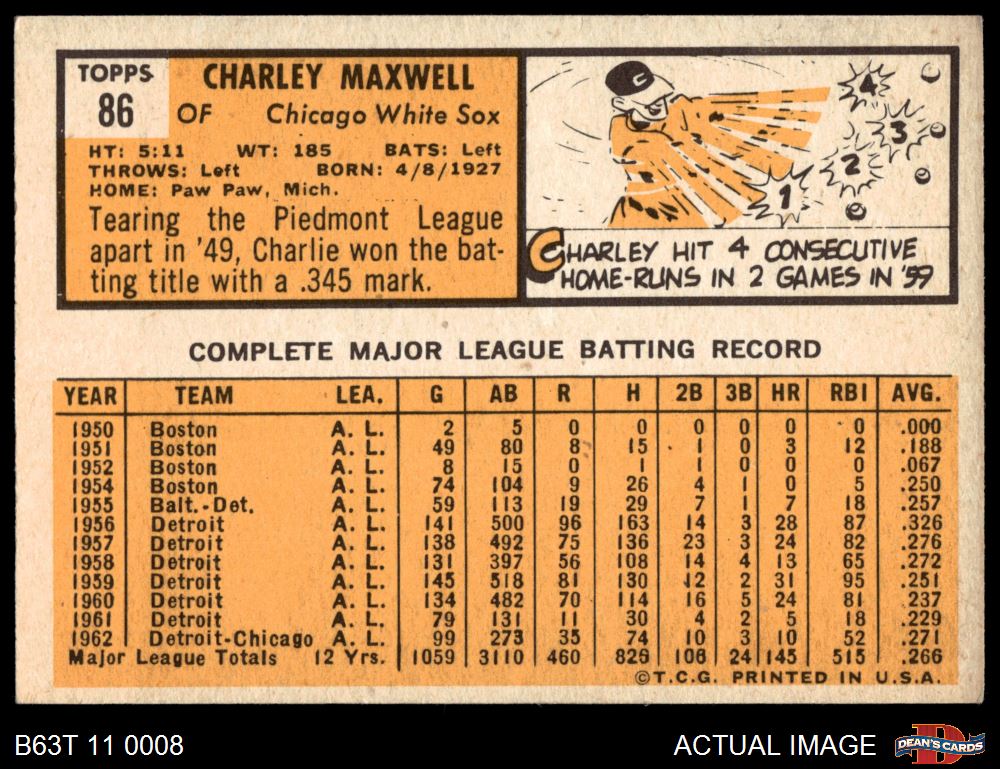 TOPPS
86
CHARLEY MAXWELL
OF Chicago White Sox
HT: 5:11 WT: 185 BATS: Left
THROWS: Left BORN: 4/8/1927
HOME: Paw Paw, Mich.
Tearing the Piedmont League
apart in '49, Charlie won the bat-
ting title with a .345 mark.
C
1
2
3
4
CHARLEY HIT 4 CONSECUTIVE
HOME-RUNS IN 2 GAMES IN '59
COMPLETE MAJOR LEAGUE BATTING RECORD
YEAR TEAM LEA. G AB R H 2B 3B HR RBI AVG.
1950 Boston A. L. 2 5 0 0 0 0 0 0 .000
1951 Boston A. L. 49 80 8 15 1 0 3 12 .188
1952 Boston A. L. 8 15 0 1 1 0 0 0 .067
1954 Boston A. L. 74 104 9 26 4 1 0 5 .250
1955 Balt.-Det. A. L. 59 113 19 29 7 1 7 18 .257
1956 Detroit A. L. 141 500 96 163 14 3 28 87 .326
1957 Detroit A. L. 138 492 75 136 23 3 24 82 .276
1958 Detroit A. L. 131 397 56 108 14 4 13 65 .272
1959 Detroit A. L. 145 518 81 130 12 2 31 95 .251
1960 Detroit A. L. 134 482 70 114 16 5 24 81 .237
1961 Detroit A. L. 79 131 11 30 4 2 5 18 .229
1962 Detroit-Chicago A. L. 99 273 35 74 10 3 10 52 .271
Major League Totals 12 Yrs. 1059 3110 460 826 106 24 145 515 .266
©T.C.G. PRINTED IN U.S.A.
B63T 11 0008
ACTUAL IMAGE
D
DEAN'S CARDS